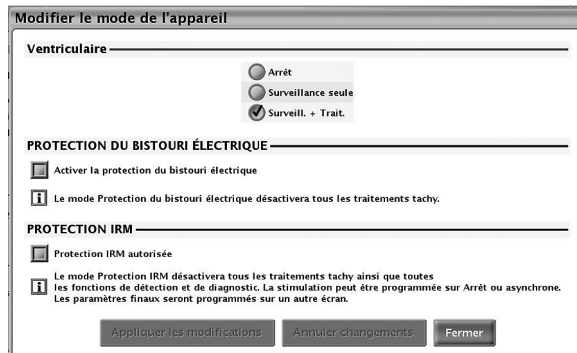 Modifier le mode de l'appareil
Ventriculaire
Arrêt
Surveillance seule
Surveill. + Trait.
PROTECTION DU BISTOURI ÉLECTRIQUE
Activer la protection du bistouri électrique
Le mode Protection du bistouri électrique désactivera tous les traitements tachy.
PROTECTION IRM
Protection IRM autorisée
Le mode Protection IRM désactivera tous les traitements tachy ainsi que toutes
les fonctions de détection et de diagnostic. La stimulation peut être programmée sur Arrêt ou asynchrone.
Les paramètres finaux seront programmés sur un autre écran.
Appliquer les modifications
Annuler changements
Fermer